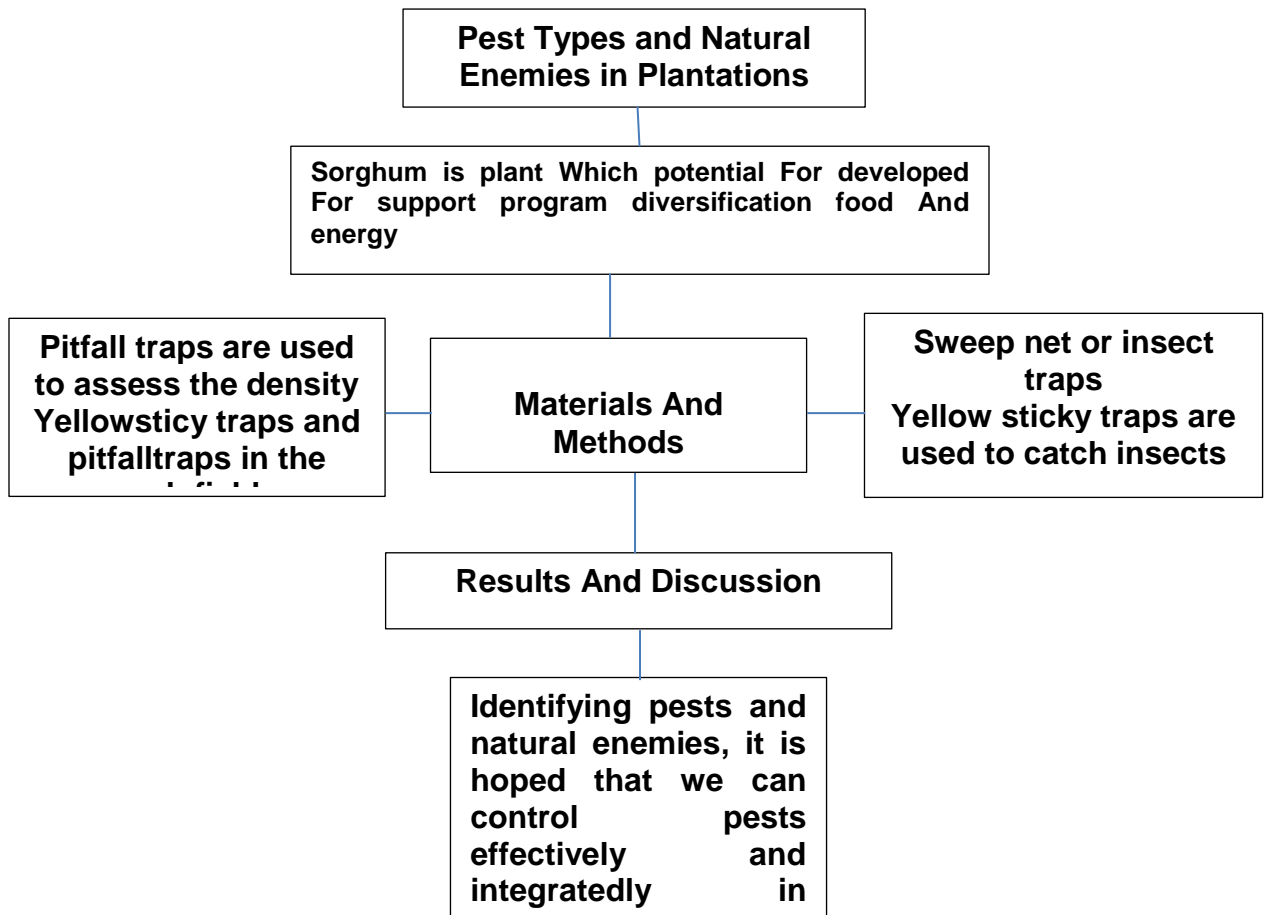 Pest Types and Natural
Enemies in Plantations
Sorghum is plant Which potential For developed
For support program diversification food And
energy
Pitfall traps are used
to assess the density
Yellowsticy traps and
pitfalltraps in the
Materials And
Methods
Sweep net or insect
traps
Yellow sticky traps are
used to catch insects
Results And Discussion
Identifying pests and
natural enemies, it is
hoped that we can
control pests
effectively and
integratedly in